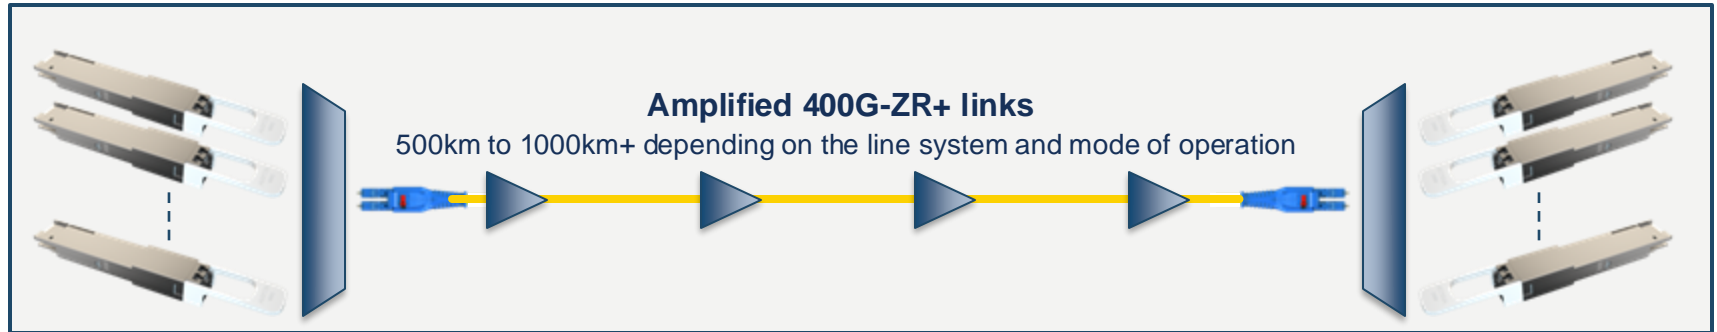 Amplified 400G-ZR+ links
500km to 1000km+ depending on the line system and mode of operation